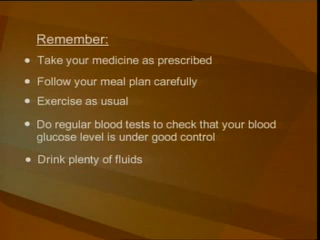 Remember:
Take your medicine as prescribed
Follow your meal plan carefully
Exercise as usual
Do regular blood tests to check that your blood
glucose level is under good control
Drink plenty of fluids